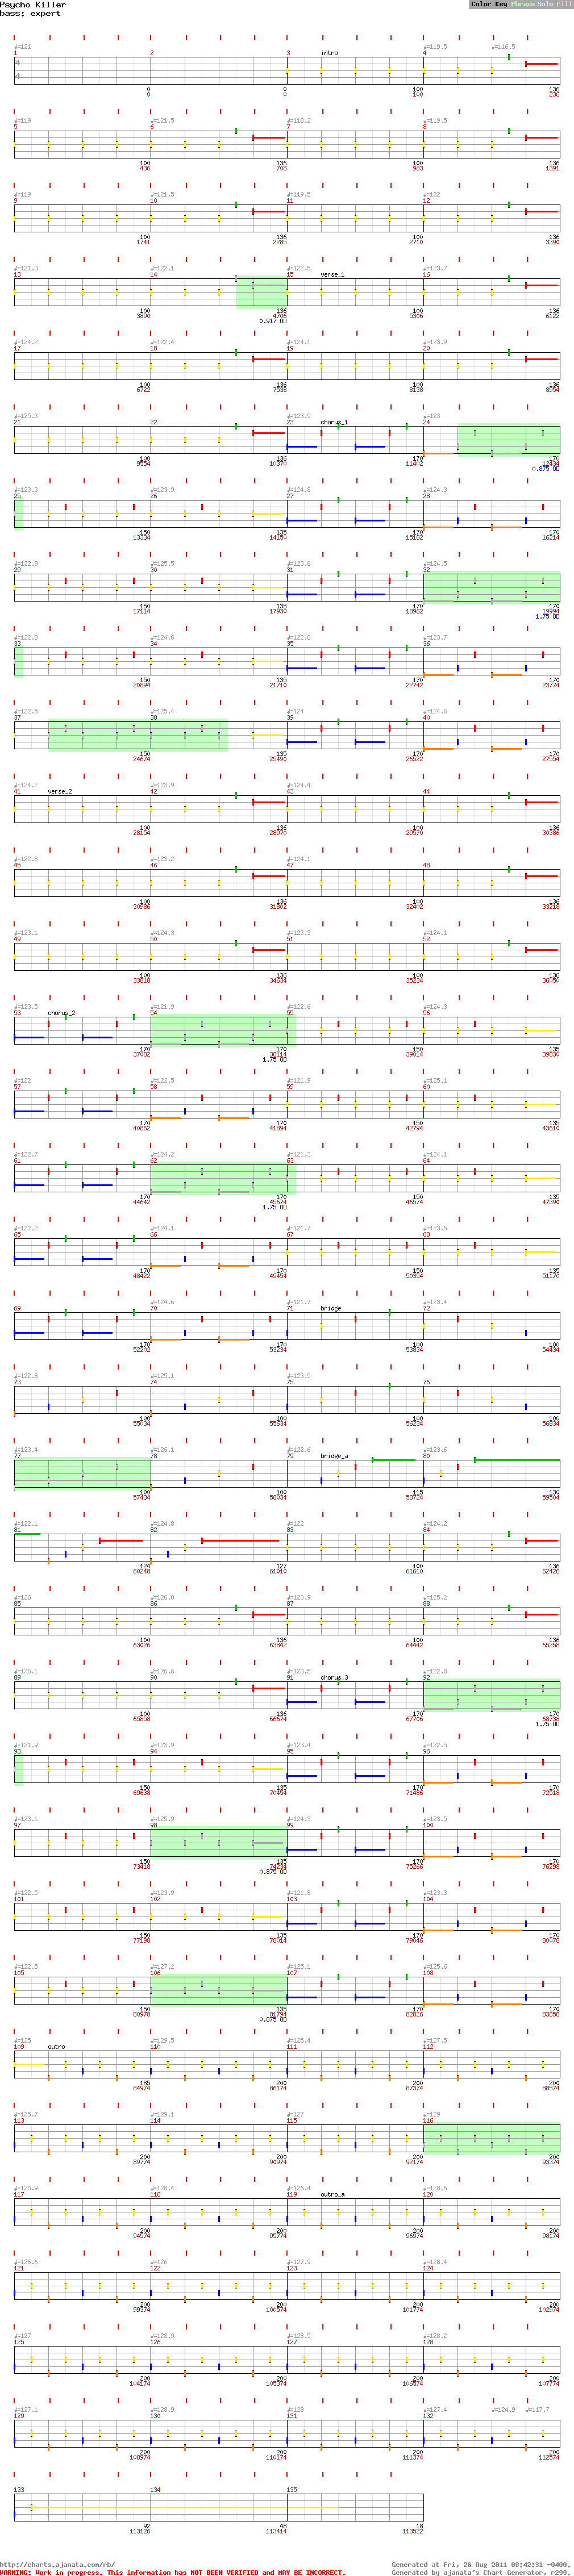 Psycho Killer
bass: expert
Color Key Phrase Solo Fill
♩=121 ♩=119.5 ♩=116.5
1 2 3 intro 4
4
4
0 0 100 136
0 0 100 236
♩=119 ♩=121.5 ♩=118.2 ♩=119.5
5 6 7 8
100 136 100 136
436 708 983 1391
♩=119 ♩=121.5 ♩=119.5 ♩=122
9 10 11 12
100 136 100 136
1741 2285 2710 3390
♩=121.3 ♩=122.1 ♩=122.5 ♩=123.7
13 14 15 verse_1 16
100 136 100 136
3890 4706 5306 6122
0.917 OD
♩=124.2 ♩=122.4 ♩=124.1 ♩=123.9
17 18 19 20
100 136 100 136
6722 7538 8138 8954
♩=125.3 ♩=123.9 ♩=123
21 22 23 chorus_1 24
100 136 170 170
9554 10370 11402 12434
0.875 OD
♩=123.3 ♩=123.9 ♩=124.8 ♩=124.3
25 26 27 28
150 135 170 170
13334 14150 15182 16214
♩=122.9 ♩=125.5 ♩=123.8 ♩=124.5
29 30 31 32
150 135 170 170
17114 17930 18962 19994
1.75 OD
♩=122.8 ♩=124.6 ♩=122.8 ♩=123.7
33 34 35 36
150 135 170 170
20894 21710 22742 23774
♩=122.5 ♩=125.4 ♩=124 ♩=124.6
37 38 39 40
150 135 170 170
24674 25490 26522 27554
♩=124.2 ♩=123.9 ♩=124.4
41 verse_2 42 43 44
100 136 100 136
28154 28970 29570 30386
♩=122.8 ♩=123.2 ♩=124.1
45 46 47 48
100 136 100 136
30986 31802 32402 33218
♩=123.1 ♩=124.3 ♩=123.3 ♩=124.1
49 50 51 52
100 136 100 136
33818 34634 35234 36050
♩=123.5 ♩=121.9 ♩=122.6 ♩=124.3
53 chorus_2 54 55 56
170 170 150 135
37082 38114 39014 39830
1.75 OD
♩=122 ♩=122.5 ♩=121.9 ♩=125.1
57 58 59 60
170 170 150 135
40862 41894 42794 43610
♩=122.7 ♩=124.2 ♩=121.3 ♩=124.1
61 62 63 64
170 170 150 135
44642 45674 46574 47390
1.75 OD
♩=122.2 ♩=124.1 ♩=121.7 ♩=123.6
65 66 67 68
170 170 150 135
48422 49454 50354 51170
♩=124.6 ♩=121.7 ♩=123.4
69 70 71 bridge 72
170 170 100 100
52202 53234 53834 54434
♩=122.8 ♩=125.1 ♩=123.9
73 74 75 76
100 100 100 100
55034 55634 56234 56834
♩=123.4 ♩=126.1 ♩=122.6 ♩=123.6
77 78 79 bridge_a 80
100 100 115 130
57434 58034 58724 59504
♩=122.1 ♩=124.8 ♩=122 ♩=124.2
81 82 83 84
124 127 100 136
60248 61010 61610 62426
♩=126 ♩=126.8 ♩=123.9 ♩=125.2
85 86 87 88
100 136 100 136
63026 63842 64442 65258
♩=126.1 ♩=126.6 ♩=123.5 ♩=122.8
89 90 91 chorus_3 92
100 136 170 170
65858 66674 67706 68738
1.75 OD
♩=121.9 ♩=123.9 ♩=123.4 ♩=122.5
93 94 95 96
150 135 170 170
69638 70454 71486 72518
♩=123.1 ♩=125.9 ♩=124.3 ♩=123.5
97 98 99 100
150 135 170 170
73418 74234 75266 76298
0.875 OD
♩=122.5 ♩=123.9 ♩=121.8 ♩=123.3
101 102 103 104
150 135 170 170
77198 78014 79046 80078
♩=122.5 ♩=127.2 ♩=125.1 ♩=125.6
105 106 107 108
150 135 170 170
80978 81794 82826 83858
0.875 OD
♩=125 ♩=129.5 ♩=125.4 ♩=127.5
109 outro 110 111 112
185 200 200 200
84974 86174 87374 88574
♩=125.7 ♩=129.1 ♩=127 ♩=129
113 114 115 116
200 200 200 200
89774 90974 92174 93374
♩=125.9 ♩=128.4 ♩=126.4 ♩=128.6
117 118 119 outro_a 120
200 200 200 200
94574 95774 96974 98174
♩=126.6 ♩=126 ♩=127.9 ♩=128.4
121 122 123 124
200 200 200 200
99374 100574 101774 102974
♩=127 ♩=128.9 ♩=128.5 ♩=128.2
125 126 127 128
200 200 200 200
104174 105374 106574 107774
♩=127.1 ♩=128.9 ♩=128 ♩=127.4 ♩=124.9 ♩=117.7
129 130 131 132
200 200 200 200
108974 110174 111374 112574
133 134 135
92 48 18
113126 113414 113522
http://charts.ajanata.com/rb/ Generated at Fri, 26 Aug 2011 08:42:31 -0400.
WARNING: Work in progress. This information has NOT BEEN VERIFIED and MAY BE INCORRECT. Generated by ajanata's Chart Generator, r299.